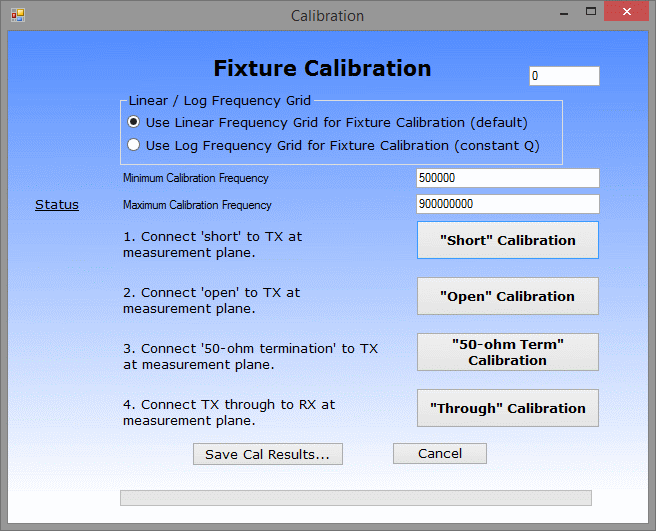 Calibration
Fixture Calibration
0
Linear / Log Frequency Grid
Use Linear Frequency Grid for Fixture Calibration (default)
Use Log Frequency Grid for Fixture Calibration (constant Q)
Minimum Calibration Frequency
500000
Status
Maximum Calibration Frequency
900000000
1. Connect 'short' to TX at
measurement plane.
"Short" Calibration
2. Connect 'open' to TX at
measurement plane.
"Open" Calibration
3. Connect '50-ohm termination' to TX
at measurement plane.
"50-ohm Term"
Calibration
4. Connect TX through to RX at
measurement plane.
"Through" Calibration
Save Cal Results...
Cancel